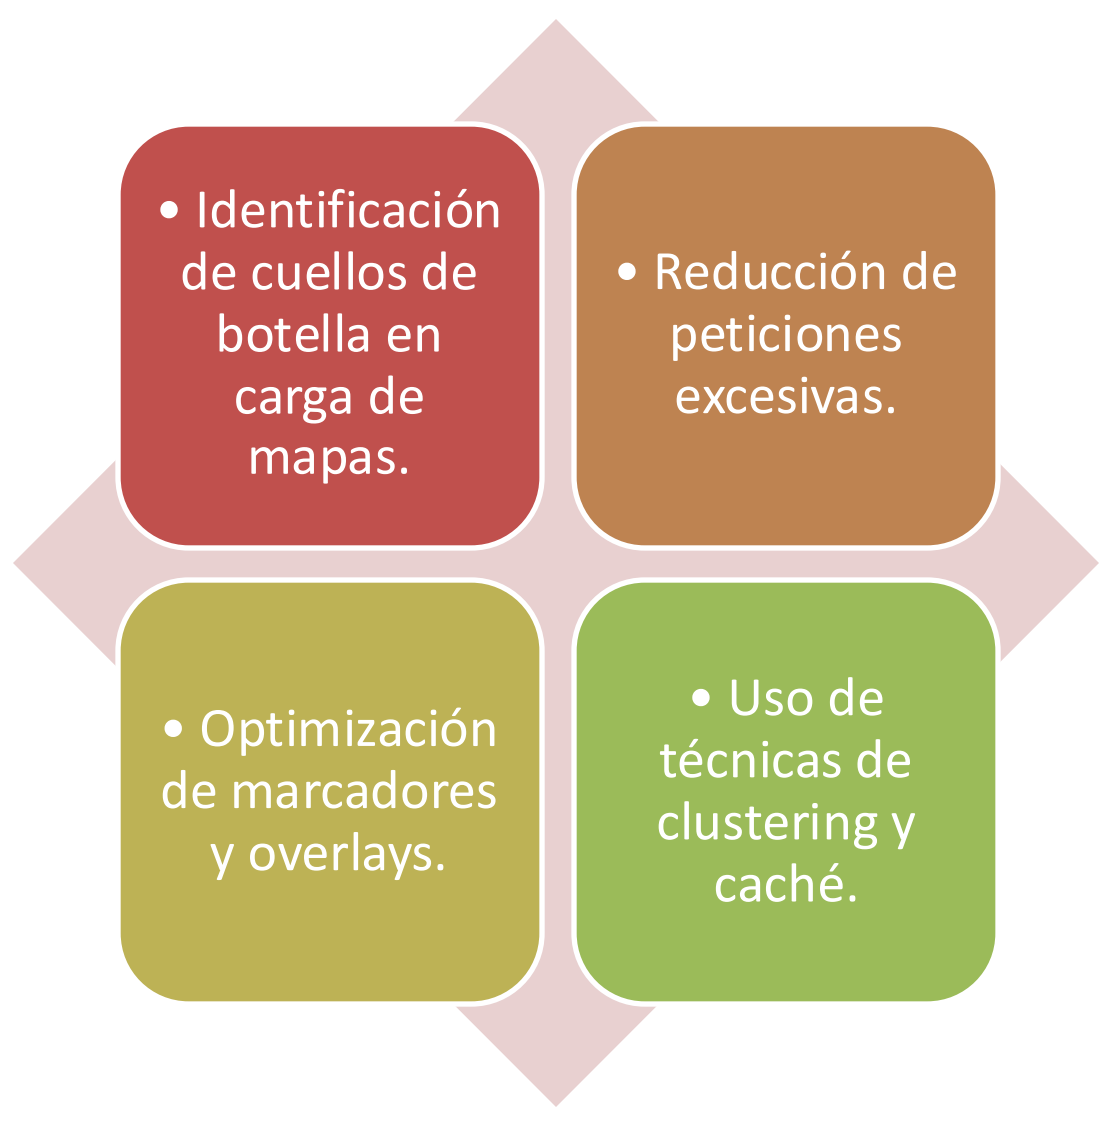 • Identificación
de cuellos de
botella en
carga de
mapas.
• Reducción de
peticiones
excesivas.
• Optimización
de marcadores
y overlays.
• Uso de
técnicas de
clustering y
caché.